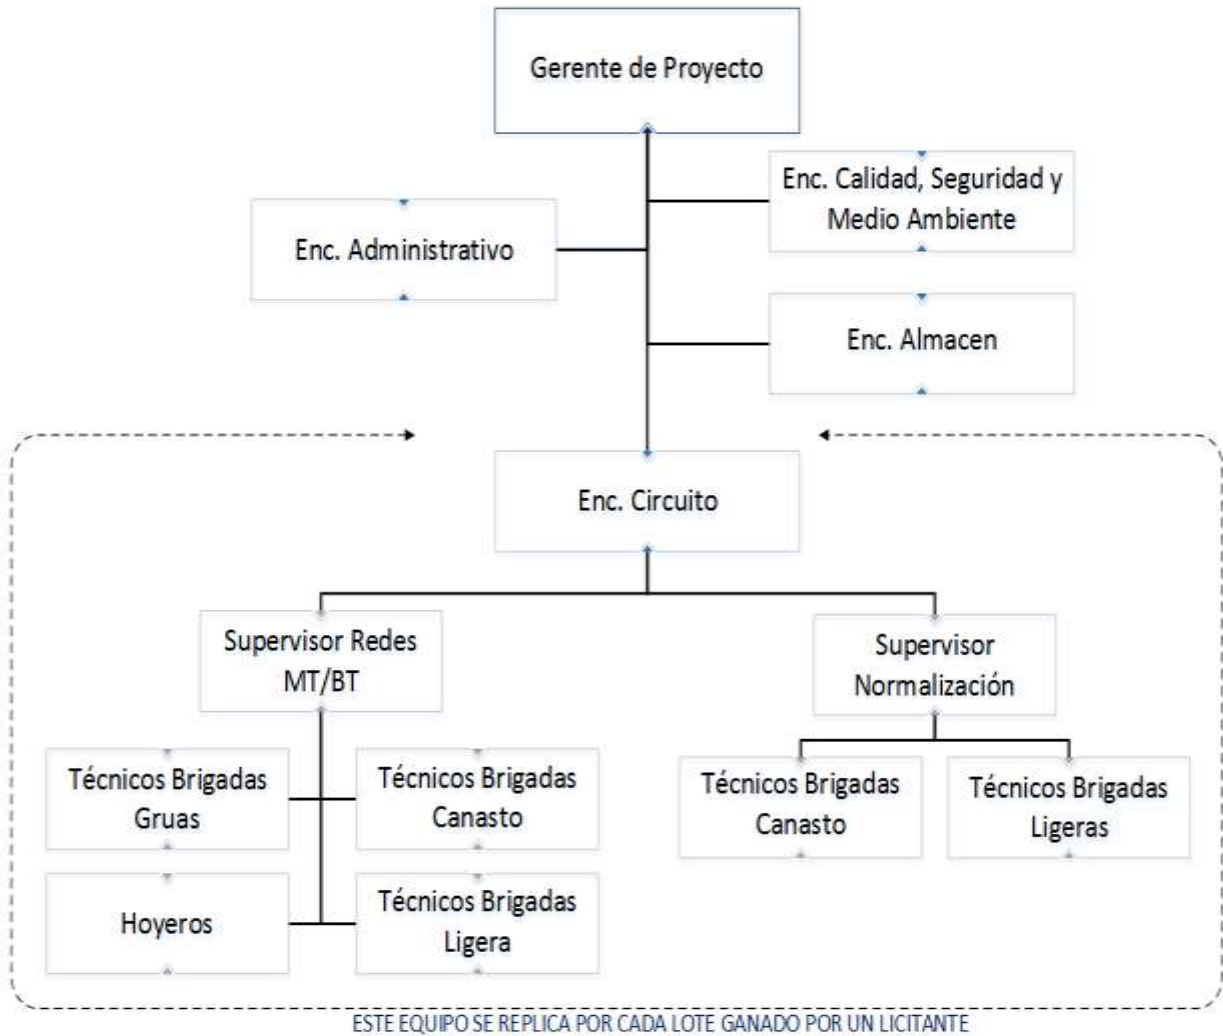 Gerente de Proyecto
Enc. Calidad, Seguridad y
Medio Ambiente
Enc. Administrativo
Enc. Almacen
Enc. Circuito
Supervisor Redes
MT/BT
Supervisor
Normalización
Técnicos Brigadas
Gruas
Técnicos Brigadas
Canasto
Técnicos Brigadas
Canasto
Técnicos Brigadas
Ligeras
Hoyeros
Técnicos Brigadas
Ligera
ESTE EQUIPO SE REPLICA POR CADA LOTE GANADO POR UN LICITANTE